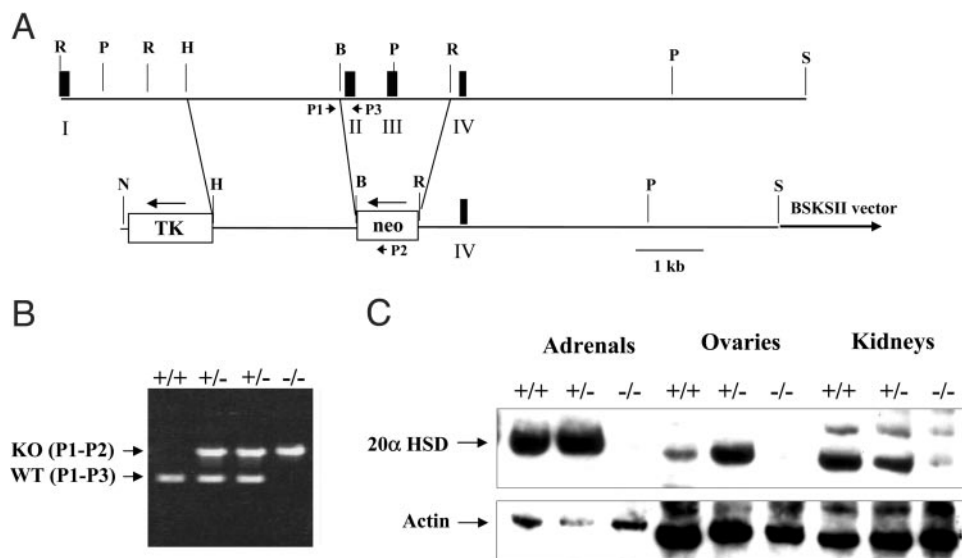 A
R P R H B P R P S
P1 P3
I II III IV
N H B R P S
TK neo BSKSII vector
P2 IV
1 kb
B
+/+ +/- +/- -/-
KO (P1-P2)
WT (P1-P3)
C
Adrenals Ovaries Kidneys
+/+ +/- -/- +/+ +/- -/- +/+ +/- -/-
20α HSD
Actin